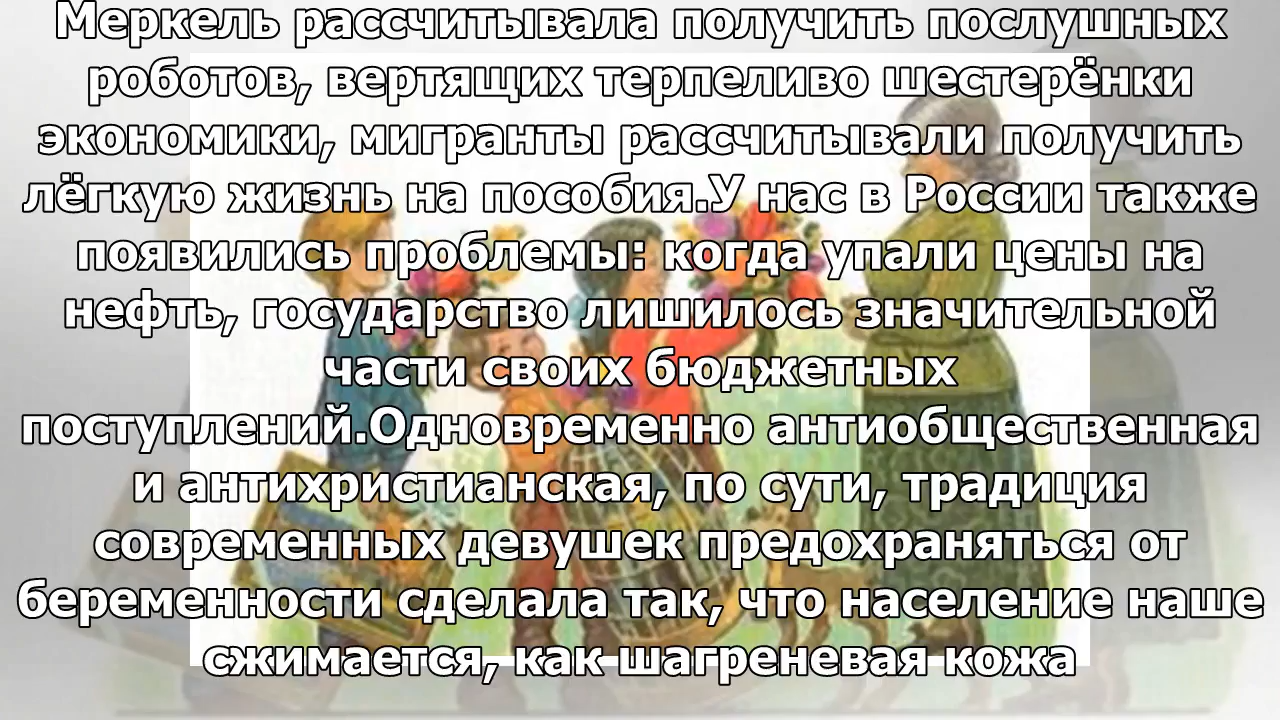 Меркель рассчитывала получить послушных
роботов, вертящих терпеливо шестерёнки
экономики, мигранты рассчитывали получить
лёгкую жизнь на пособия.У нас в России также
появились проблемы: когда упали цены на
нефть, государство лишилось значительной
части своих бюджетных
поступлений.Одновременно антиобщественная
и антихристианская, по сути, традиция
современных девушек предохраняться от
беременности сделала так, что население наше
сжимается, как шагреневая кожа